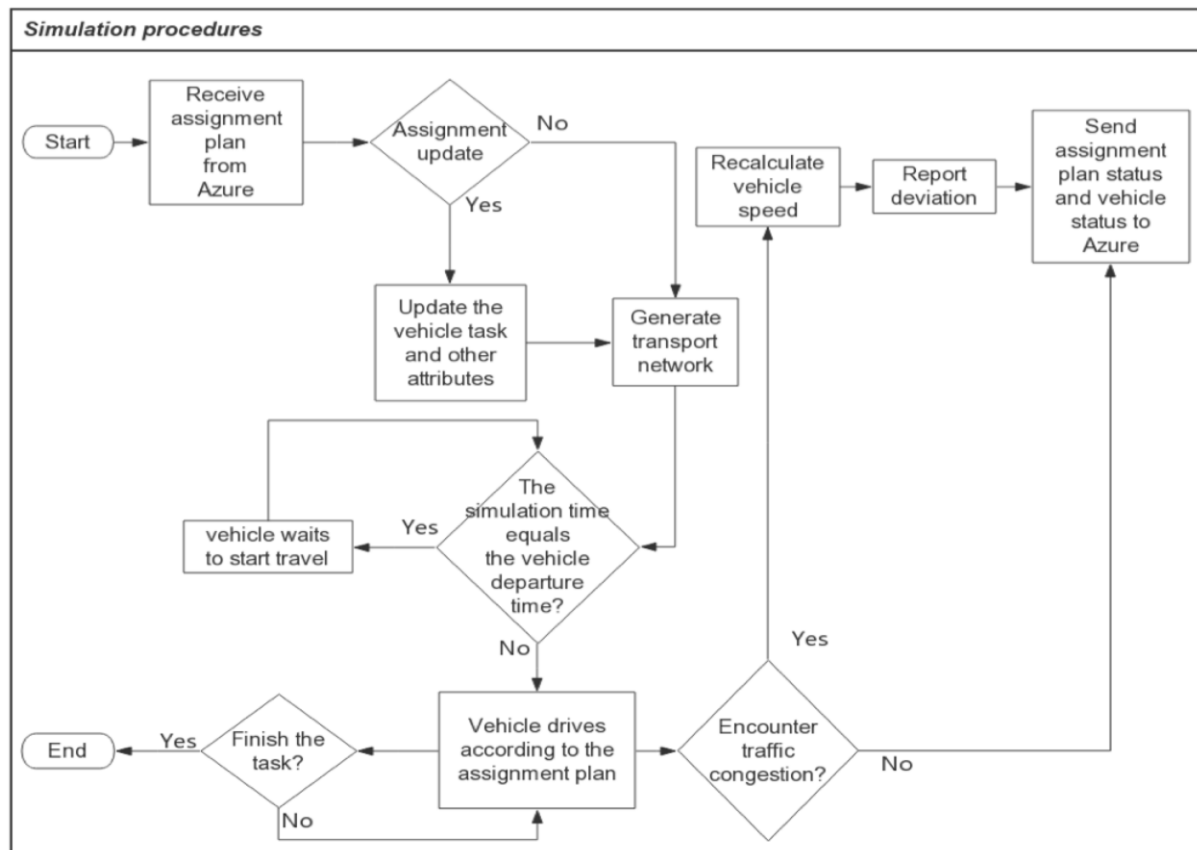 Simulation procedures
Start
Receive
assignment
plan
from
Azure
Assignment
update
No
Yes
Update the
vehicle task
and other
attributes
Generate
transport
network
Recalculate
vehicle
speed
Report
deviation
Send
assignment
plan status
and vehicle
status to
Azure
The
simulation time
equals
the vehicle
departure
time?
Yes
vehicle waits
to start travel
No
Vehicle drives
according to the
assignment plan
Finish the
task?
Yes
End
No
Encounter
traffic
congestion?
Yes
No